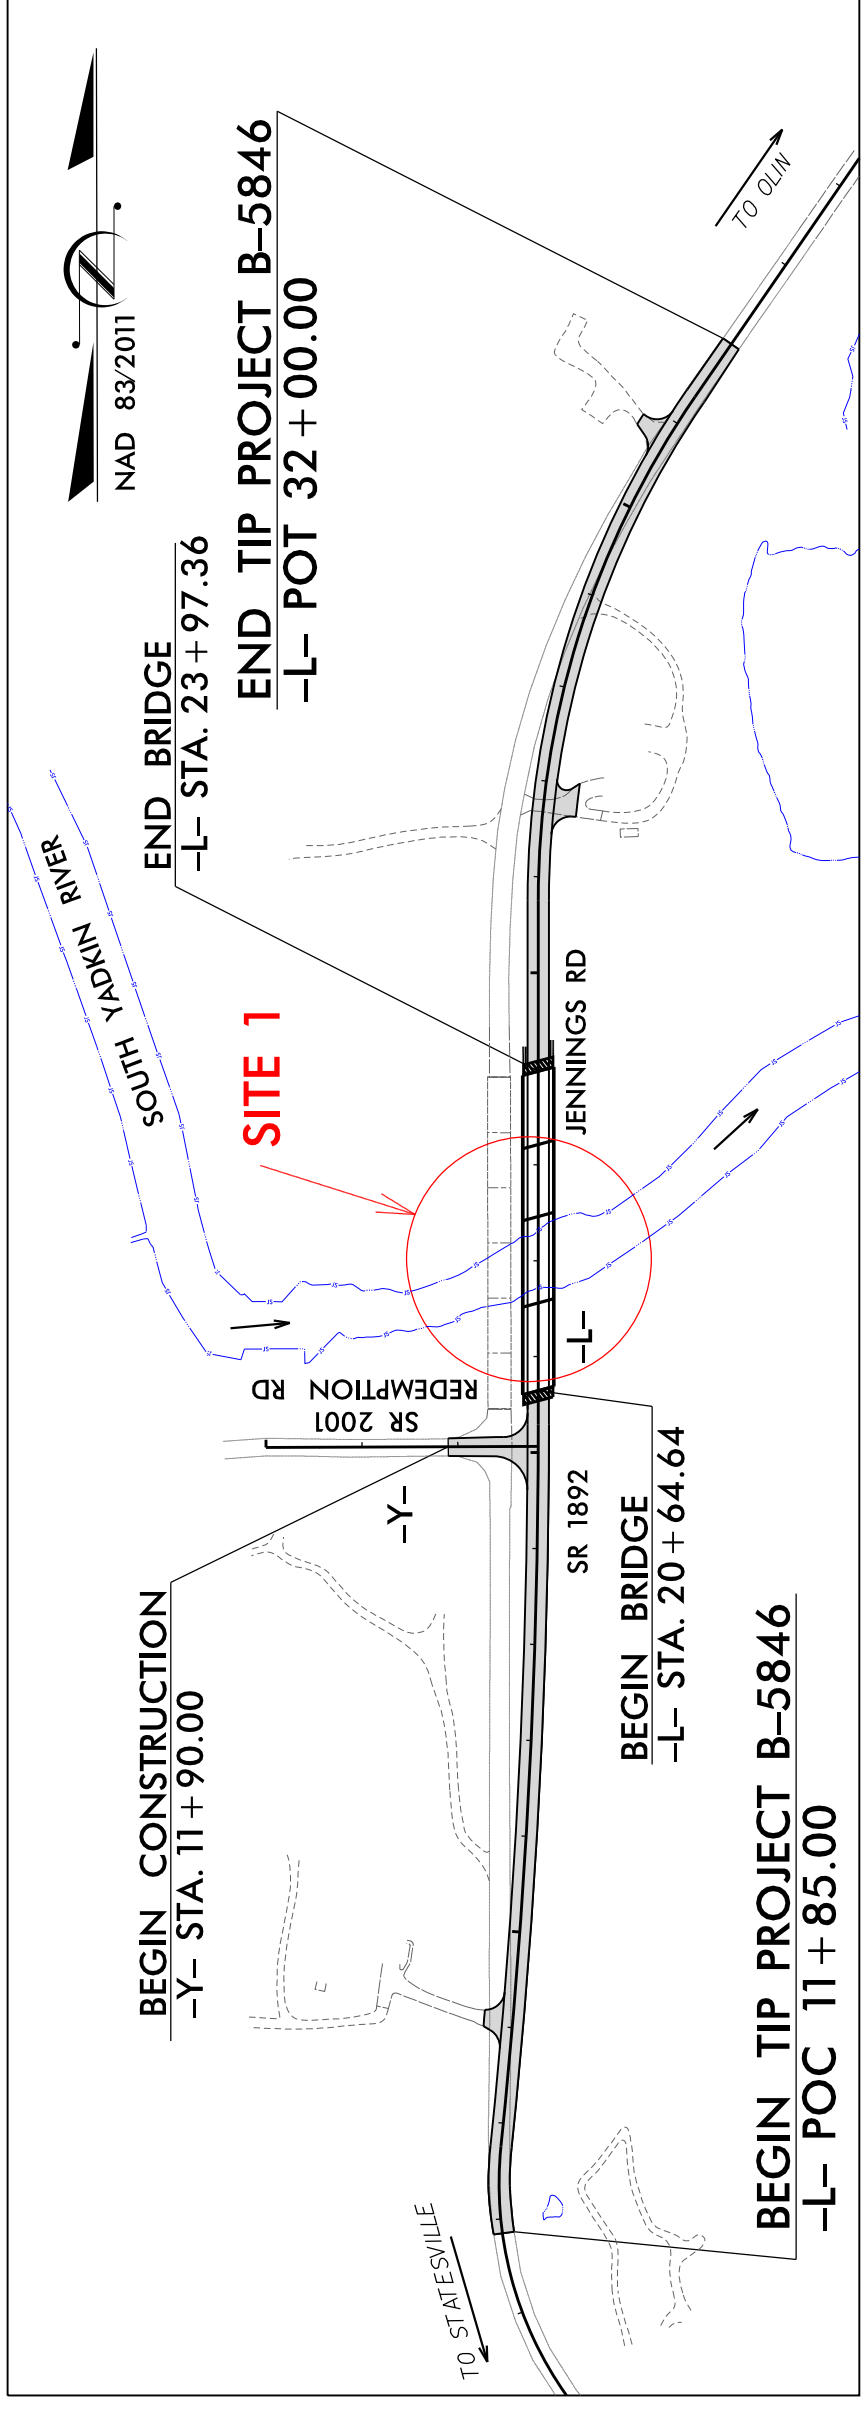 NAD 83/2011
END TIP PROJECT B–5846
–L– POT 32+00.00
END BRIDGE
–L– STA. 23+97.36
TO OLIN
SOUTH YADKIN RIVER
SITE 1
JENNINGS RD
–L–
SR 2001
REDEMPTION RD
–Y–
SR 1892
BEGIN BRIDGE
–L– STA. 20+64.64
BEGIN CONSTRUCTION
–Y– STA. 11+90.00
BEGIN TIP PROJECT B–5846
–L– POC 11+85.00
TO STATESVILLE